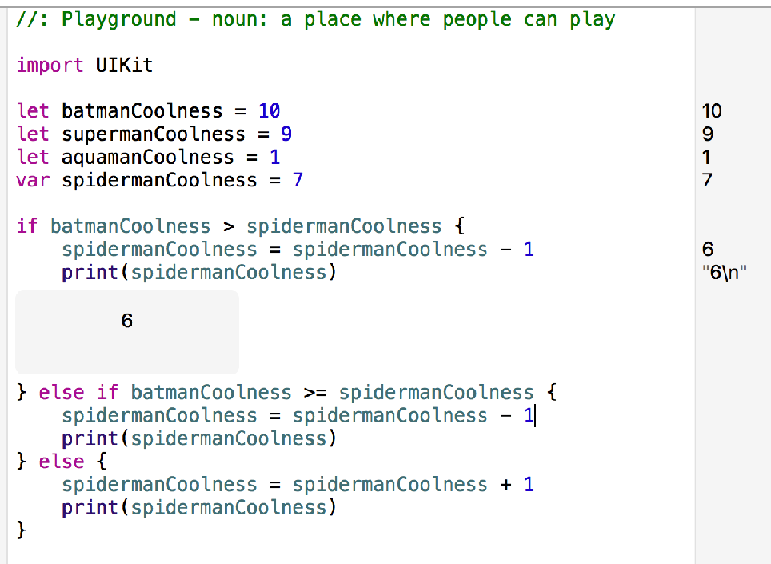 //: Playground – noun: a place where people can play
import UIKit
let batmanCoolness = 10 10
let supermanCoolness = 9 9
let aquamanCoolness = 1 1
var spidermanCoolness = 7 7
if batmanCoolness > spidermanCoolness {
    spidermanCoolness = spidermanCoolness - 1 6
    print(spidermanCoolness) "6\n"
6
} else if batmanCoolness >= spidermanCoolness {
    spidermanCoolness = spidermanCoolness - 1
    print(spidermanCoolness)
} else {
    spidermanCoolness = spidermanCoolness + 1
    print(spidermanCoolness)
}